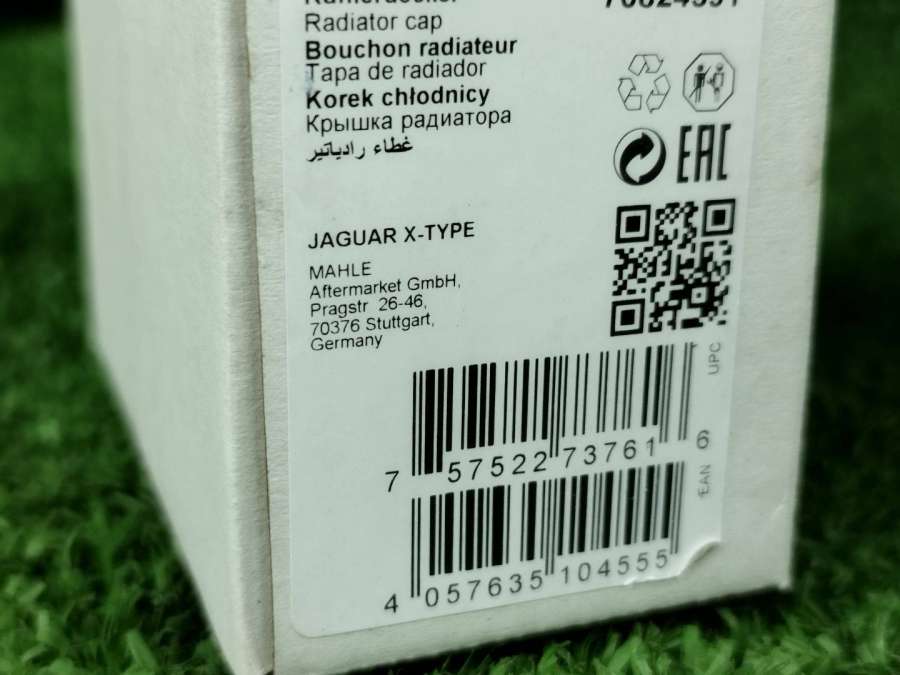 Radiator cap
Bouchon radiateur
Tapa de radiador
Korek chłodnicy
Крышка радиатора
غطاء رادياتير
EAC
JAGUAR X-TYPE
MAHLE
Aftermarket GmbH,
Pragstr 26-46,
70376 Stuttgart,
Germany
UPC
7 57522 73761 6
EAN
4 057635 104555